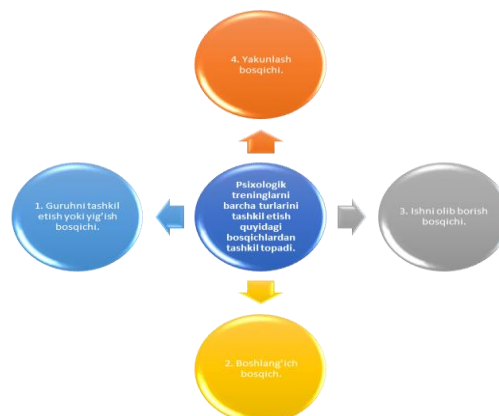 4. Yakunlash
bosqichi.
1. Guruhni tashkil
etish yoki yig'ish
bosqichi.
Psixologik
treninglarni
barcha turlarini
tashkil etish
quyidagi
bosqichlardan
tashkil topadi.
3. Ishni olib borish
bosqichi.
2. Boshlang'ich
bosqich.